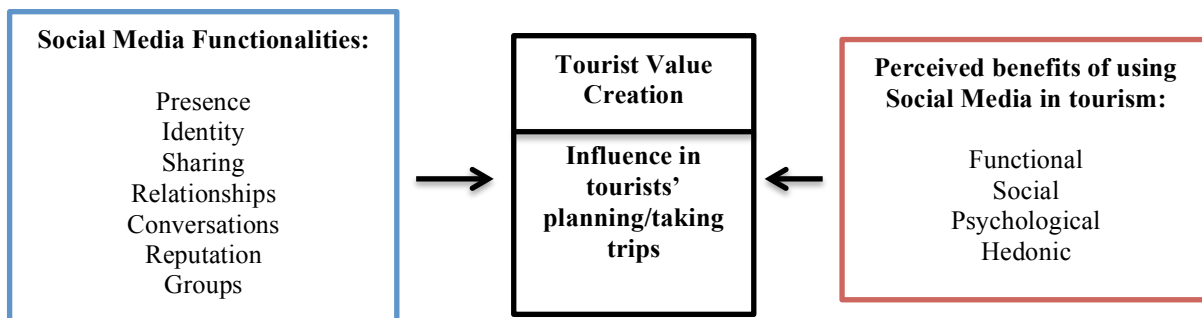 Social Media Functionalities:
Presence
Identity
Sharing
Relationships
Conversations
Reputation
Groups
Tourist Value
Creation
Influence in
tourists’
planning/taking
trips
Perceived benefits of using
Social Media in tourism:
Functional
Social
Psychological
Hedonic